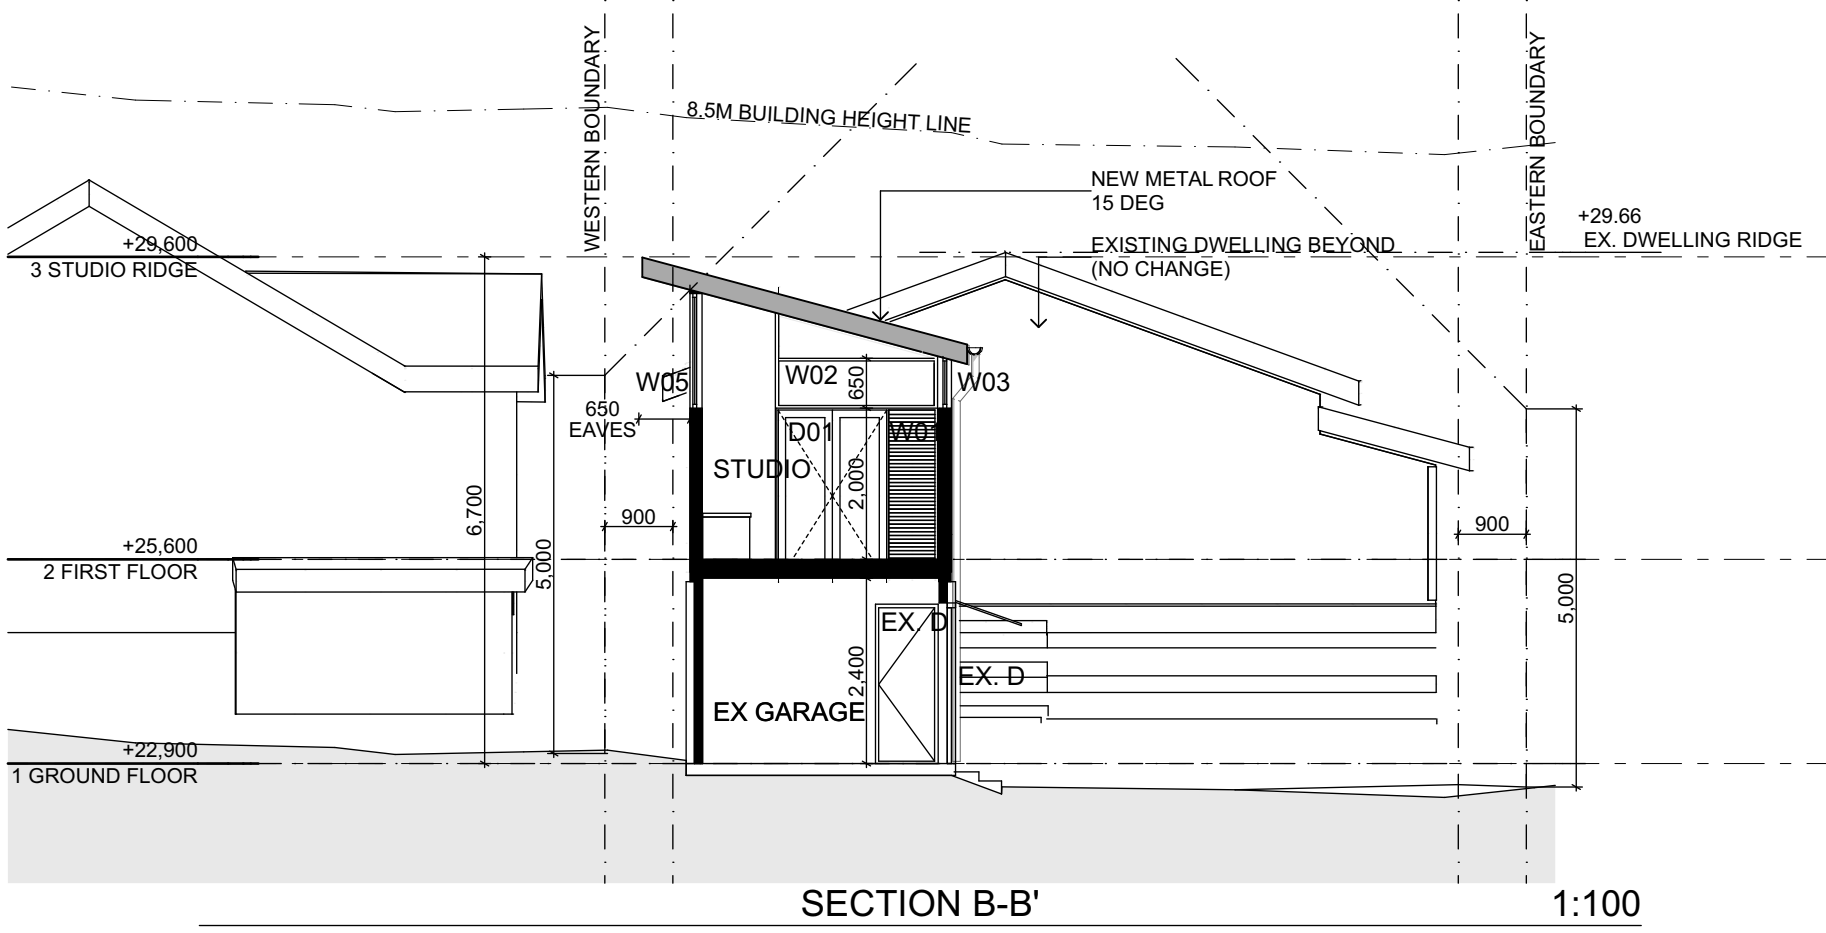 WESTERN BOUNDARY
8.5M BUILDING HEIGHT LINE
EASTERN BOUNDARY
NEW METAL ROOF
15 DEG
+29.66
EX. DWELLING RIDGE
EXISTING DWELLING BEYOND
(NO CHANGE)
+29,600
3 STUDIO RIDGE
W05
W02
650
W03
650
EAVES
D01
W01
STUDIO
2,000
6,700
900
900
+25,600
2 FIRST FLOOR
5,000
5,000
EX. D
2,400
EX. D
EX GARAGE
+22,900
1 GROUND FLOOR
SECTION B-B'
1:100